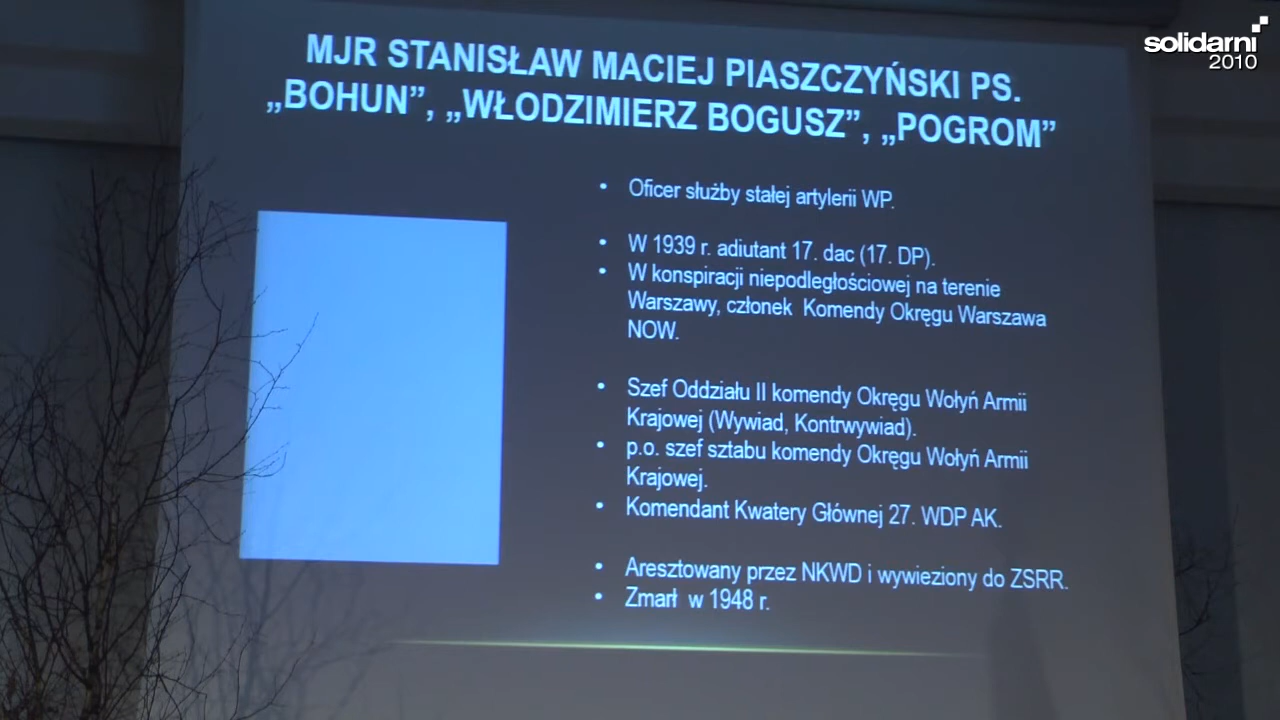 solidarni
2010
MJR STANISŁAW MACIEJ PIASZCZYŃSKI PS.
„BOHUN”, „WŁODZIMIERZ BOGUSZ”, „POGROM”
• Oficer służby stałej artylerii WP.
• W 1939 r. adiutant 17. dac (17. DP).
• W konspiracji niepodległościowej na terenie
Warszawy, członek Komendy Okręgu Warszawa
NOW.
• Szef Oddziału II komendy Okręgu Wołyń Armii
Krajowej (Wywiad, Kontrwywiad).
• p.o. szef sztabu komendy Okręgu Wołyń Armii
Krajowej.
• Komendant Kwatery Głównej 27. WDP AK.
• Aresztowany przez NKWD i wywieziony do ZSRR.
• Zmarł w 1948 r.